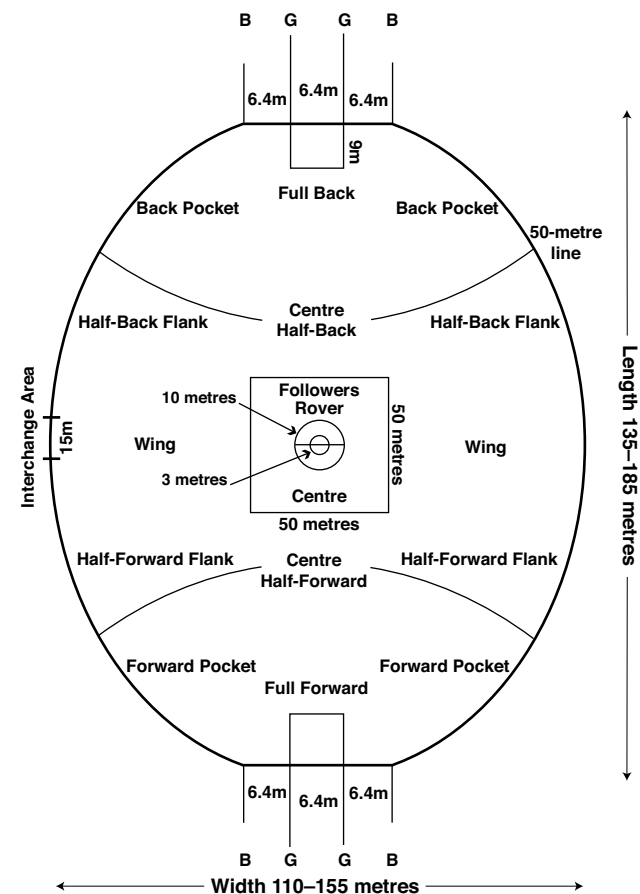 B G G B
6.4m 6.4m 6.4m
9m
Full Back
Back Pocket Back Pocket
50-metre
line
Centre
Half-Back
Half-Back Flank Half-Back Flank
Length 135–185 metres
Interchange Area
15m
10 metres
Followers
Rover
50 metres
Wing Wing
3 metres
Centre
50 metres
Half-Forward Flank Half-Forward Flank
Centre
Half-Forward
Forward Pocket Forward Pocket
Full Forward
6.4m 6.4m 6.4m
B G G B
Width 110–155 metres